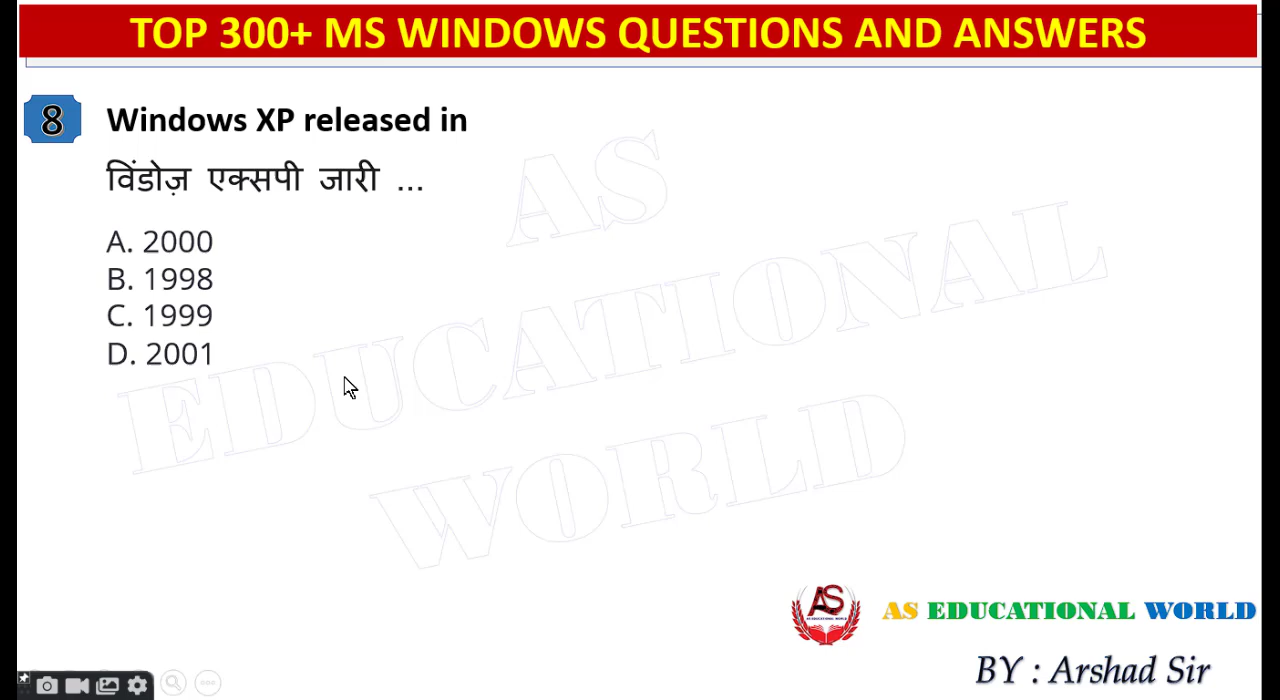 TOP 300+ MS WINDOWS QUESTIONS AND ANSWERS
8 Windows XP released in
विंडोज़ एक्सपी जारी ...
A. 2000
B. 1998
C. 1999
D. 2001
AS
EDUCATIONAL
WORLD
AS EDUCATIONAL WORLD
BY : Arshad Sir